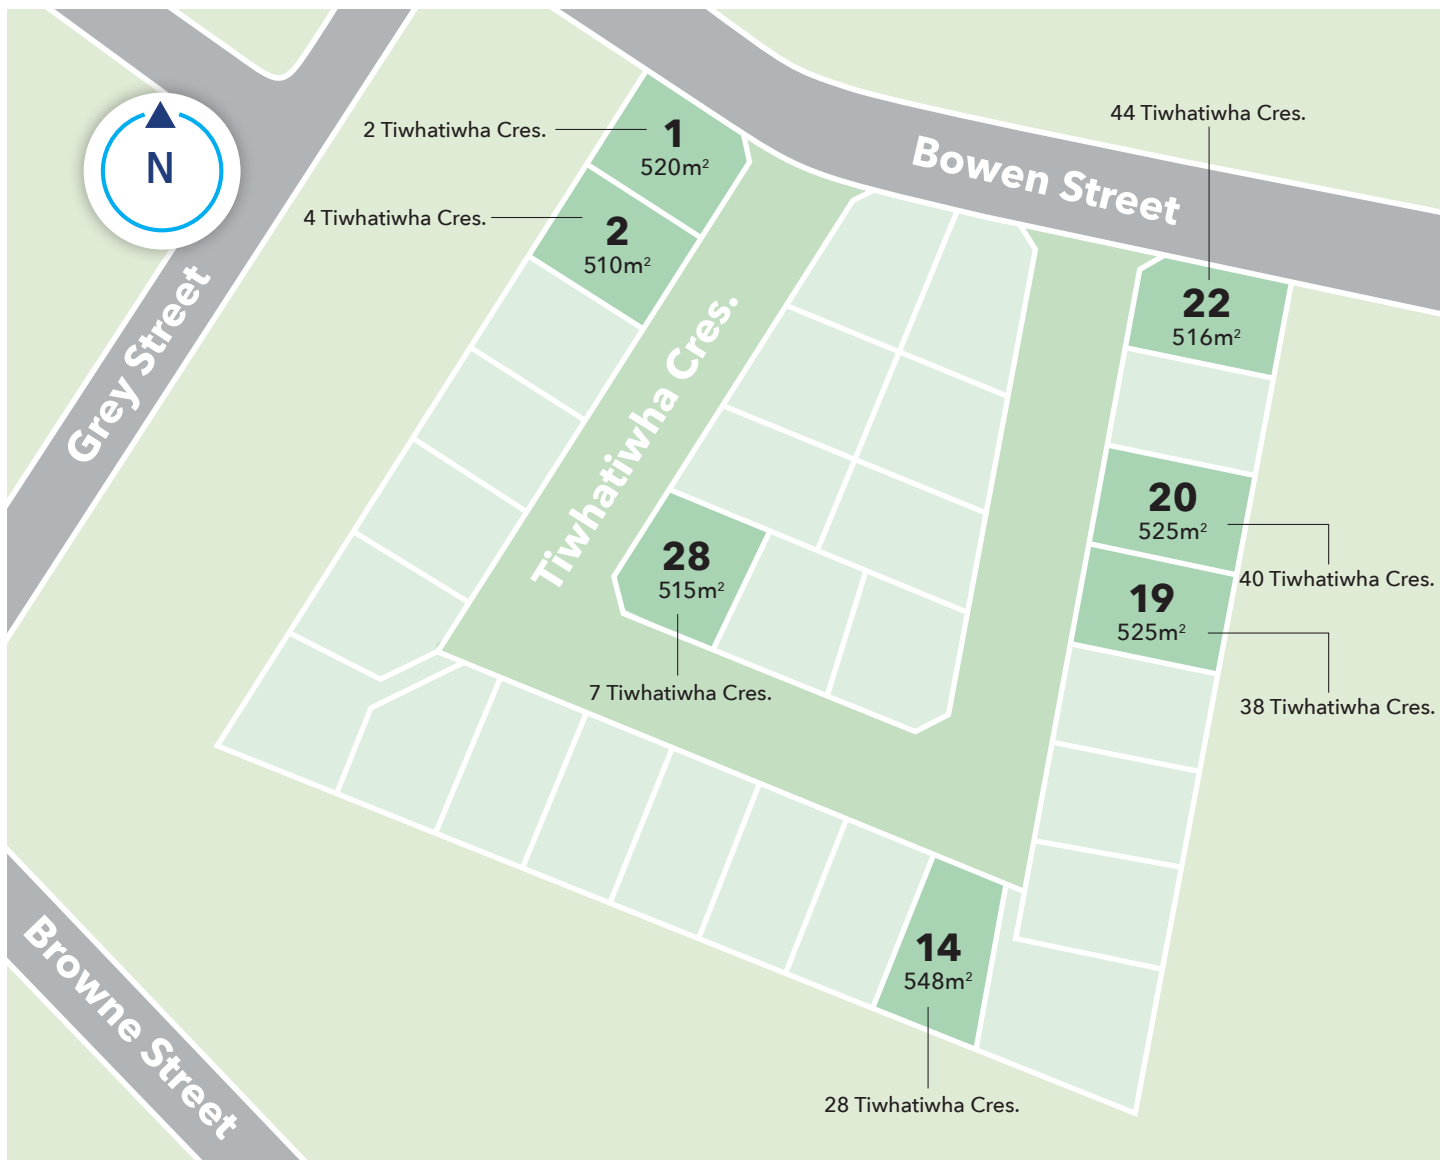 N
Grey Street
Bowen Street
Browne Street
Tiwhatiwha Cres.
2 Tiwhatiwha Cres.
1
520m²
4 Tiwhatiwha Cres.
2
510m²
44 Tiwhatiwha Cres.
22
516m²
20
525m²
40 Tiwhatiwha Cres.
19
525m²
38 Tiwhatiwha Cres.
28
515m²
7 Tiwhatiwha Cres.
14
548m²
28 Tiwhatiwha Cres.